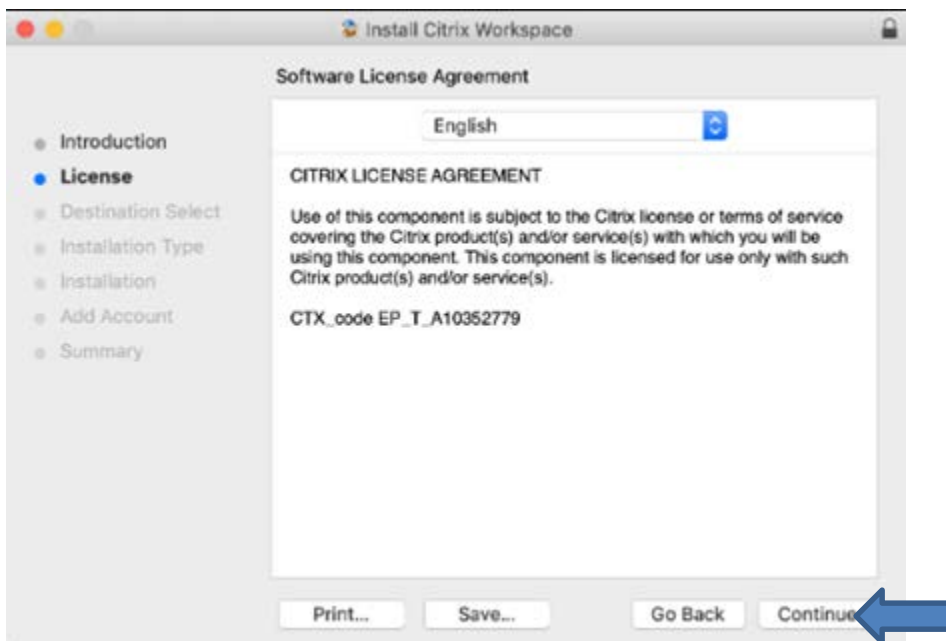 Install Citrix Workspace
Software License Agreement
Introduction
License
Destination Select
Installation Type
Installation
Add Account
Summary
English
CITRIX LICENSE AGREEMENT
Use of this component is subject to the Citrix license or terms of service
covering the Citrix product(s) and/or service(s) with which you will be
using this component. This component is licensed for use only with such
Citrix product(s) and/or service(s).
CTX_code EP_T_A10352779
Print...
Save...
Go Back
Continue